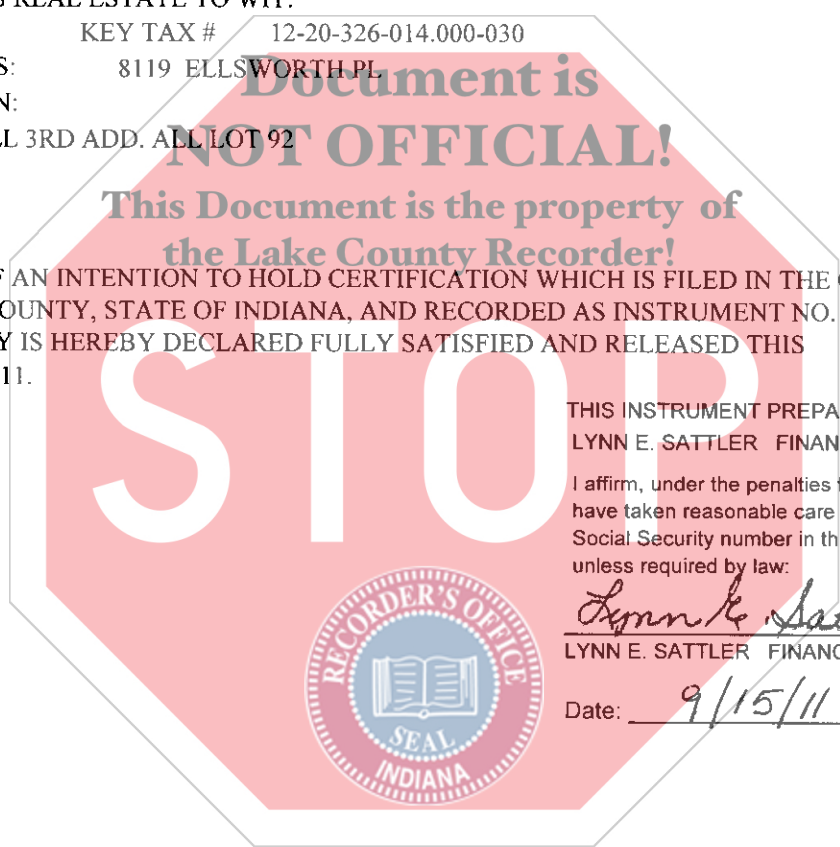 REAL ESTATE TO WIT:
KEY TAX # 12-20-326-014.000-030
S: 8119 ELLSWORTH PL
N:
LL 3RD ADD. ALL LOT 92
Document is
NOT OFFICIAL!
This Document is the property of
the Lake County Recorder!
F AN INTENTION TO HOLD CERTIFICATION WHICH IS FILED IN THE
OUNTY, STATE OF INDIANA, AND RECORDED AS INSTRUMENT NO.
Y IS HEREBY DECLARED FULLY SATISFIED AND RELEASED THIS
11.
STOP
THIS INSTRUMENT PREPA
LYNN E. SATTLER FINAN
I affirm, under the penalties
have taken reasonable care
Social Security number in th
unless required by law:
Lynn E. Sat
LYNN E. SATTLER FINANC
Date: 9/15/11
RECORDER'S OFFICE
SEAL
INDIANA